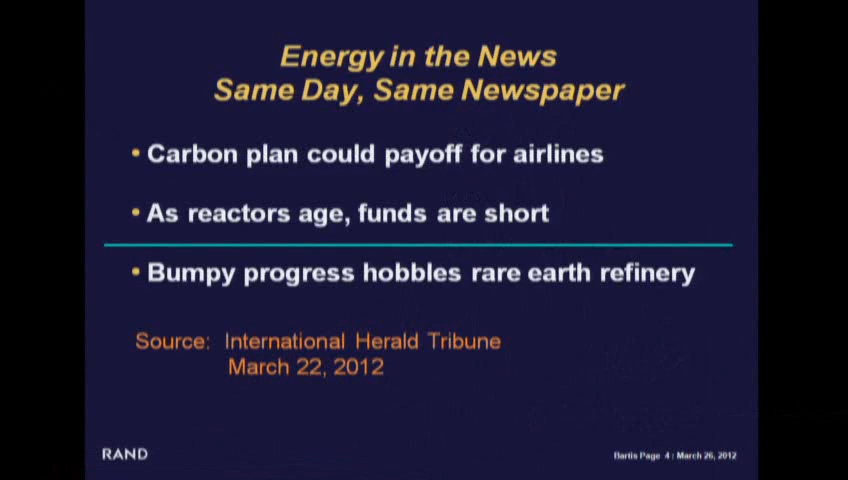 Energy in the News
Same Day, Same Newspaper
• Carbon plan could payoff for airlines
• As reactors age, funds are short
• Bumpy progress hobbles rare earth refinery
Source: International Herald Tribune
March 22, 2012
RAND
Bartis Page 4 : March 26, 2012